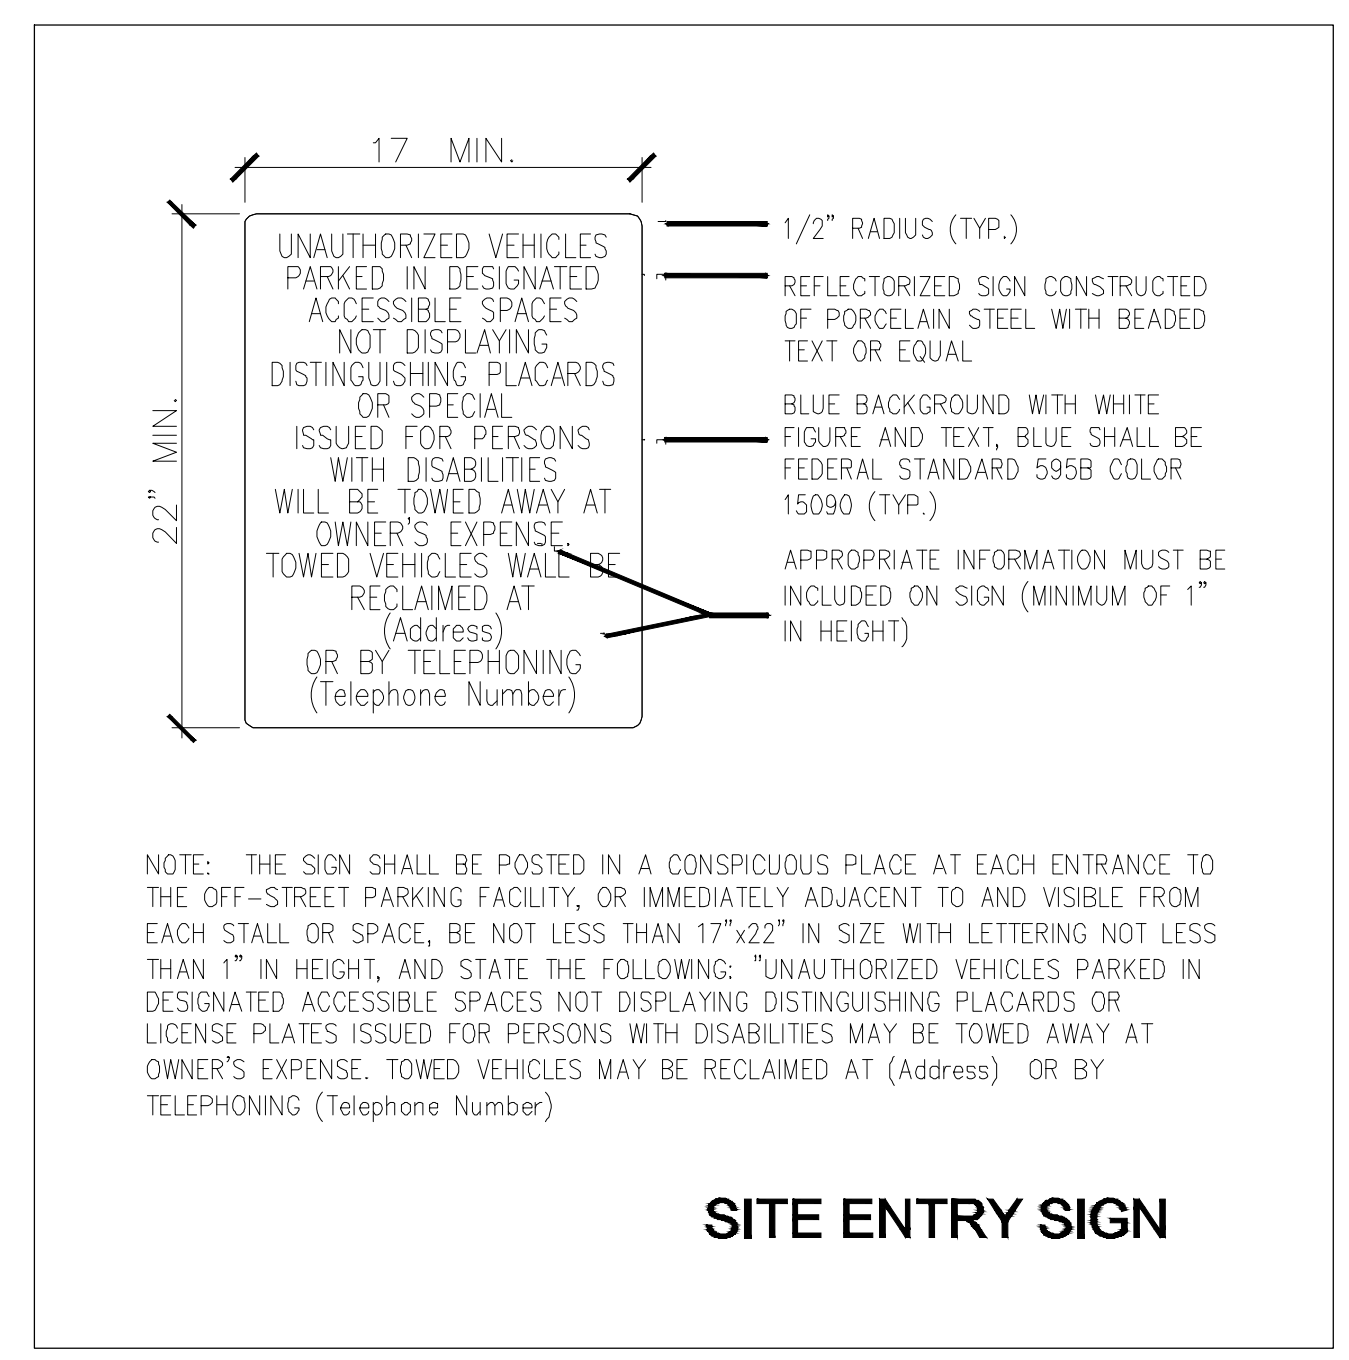 17 MIN.
22" MIN.
UNAUTHORIZED VEHICLES
PARKED IN DESIGNATED
ACCESSIBLE SPACES
NOT DISPLAYING
DISTINGUISHING PLACARDS
OR SPECIAL
ISSUED FOR PERSONS
WITH DISABILITIES
WILL BE TOWED AWAY AT
OWNER'S EXPENSE.
TOWED VEHICLES WALL BE
RECLAIMED AT
(Address)
OR BY TELEPHONING
(Telephone Number)
1/2" RADIUS (TYP.)
REFLECTORIZED SIGN CONSTRUCTED
OF PORCELAIN STEEL WITH BEADED
TEXT OR EQUAL
BLUE BACKGROUND WITH WHITE
FIGURE AND TEXT, BLUE SHALL BE
FEDERAL STANDARD 595B COLOR
15090 (TYP.)
APPROPRIATE INFORMATION MUST BE
INCLUDED ON SIGN (MINIMUM OF 1"
IN HEIGHT)
NOTE: THE SIGN SHALL BE POSTED IN A CONSPICUOUS PLACE AT EACH ENTRANCE TO
THE OFF-STREET PARKING FACILITY, OR IMMEDIATELY ADJACENT TO AND VISIBLE FROM
EACH STALL OR SPACE, BE NOT LESS THAN 17"x22" IN SIZE WITH LETTERING NOT LESS
THAN 1" IN HEIGHT, AND STATE THE FOLLOWING: "UNAUTHORIZED VEHICLES PARKED IN
DESIGNATED ACCESSIBLE SPACES NOT DISPLAYING DISTINGUISHING PLACARDS OR
LICENSE PLATES ISSUED FOR PERSONS WITH DISABILITIES MAY BE TOWED AWAY AT
OWNER'S EXPENSE. TOWED VEHICLES MAY BE RECLAIMED AT (Address) OR BY
TELEPHONING (Telephone Number)
SITE ENTRY SIGN